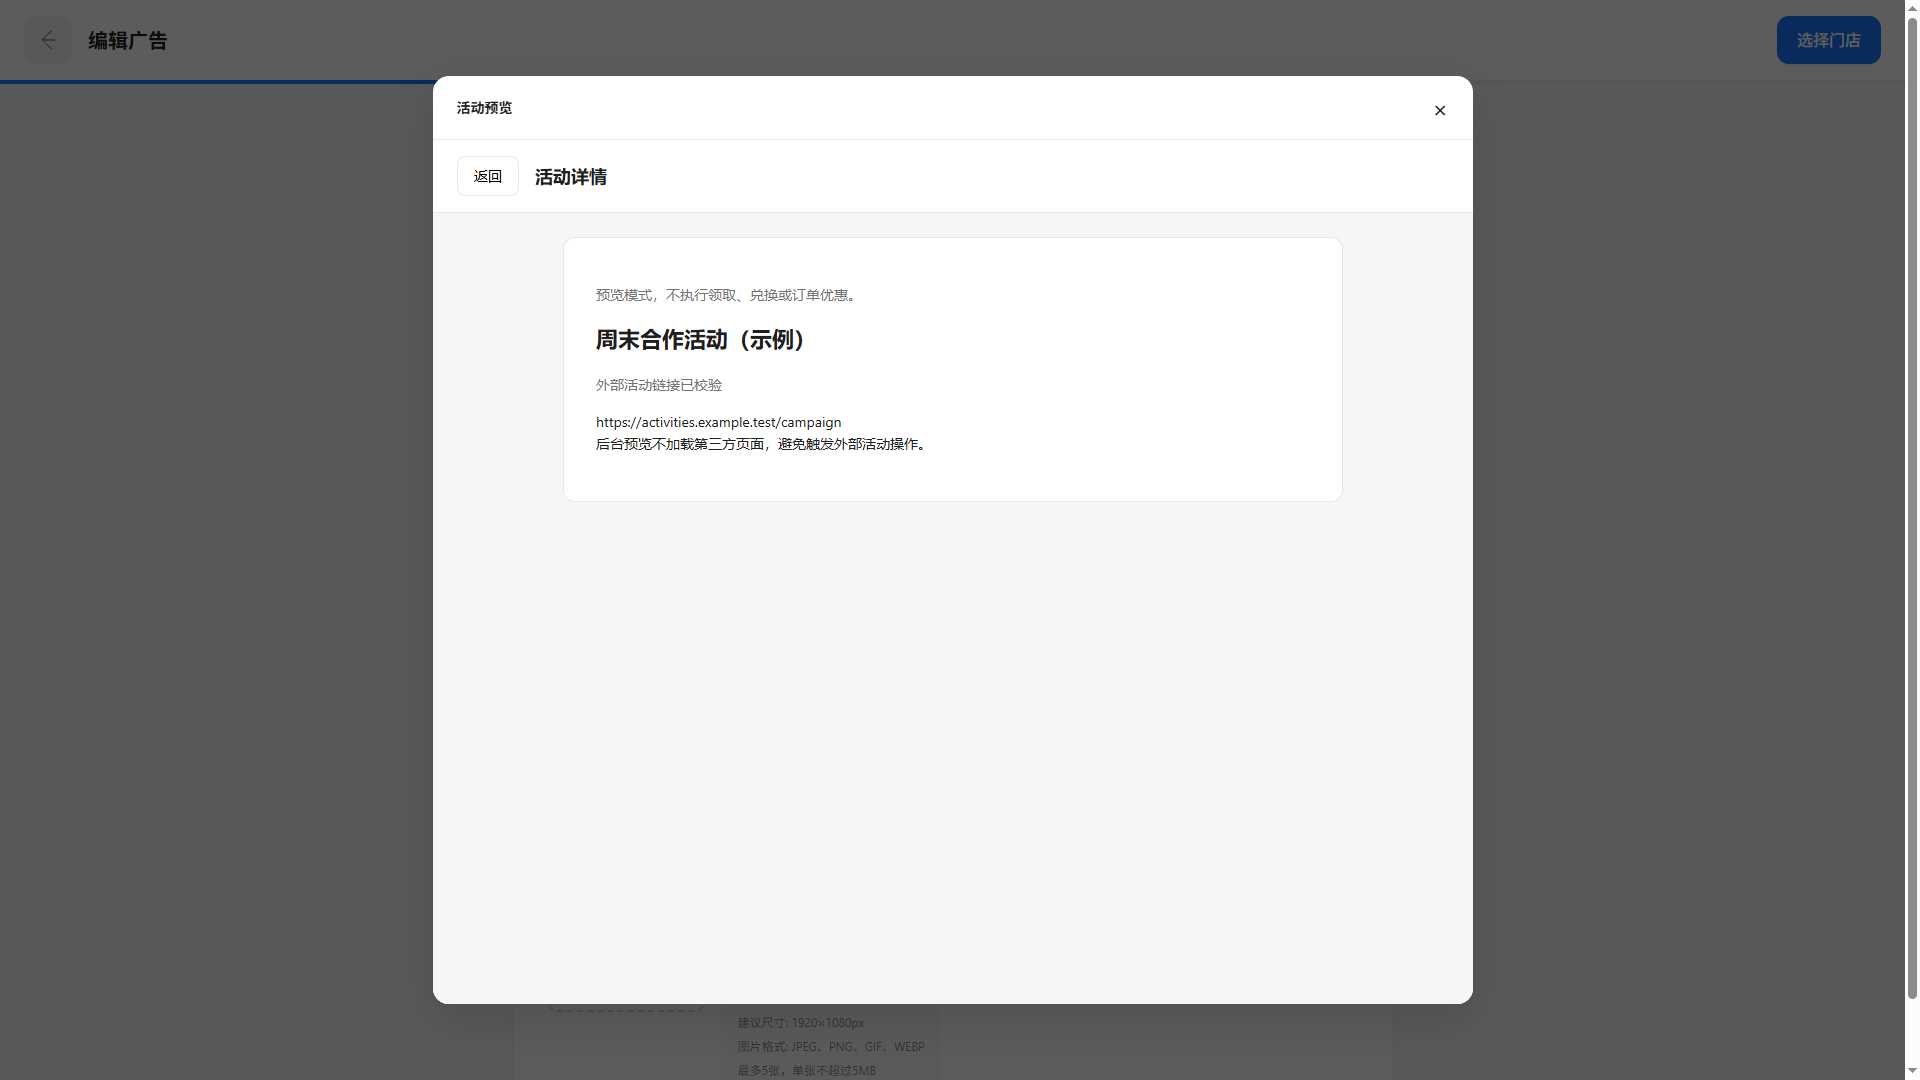 编辑广告
选择门店
活动预览
×
返回
活动详情
预览模式，不执行领取、兑换或订单优惠。
周末合作活动（示例）
外部活动链接已校验
https://activities.example.test/campaign
后台预览不加载第三方页面，避免触发外部活动操作。
建议尺寸: 1920×1080px
图片格式: JPEG、PNG、GIF、WEBP
最多5张，单张不超过5MB